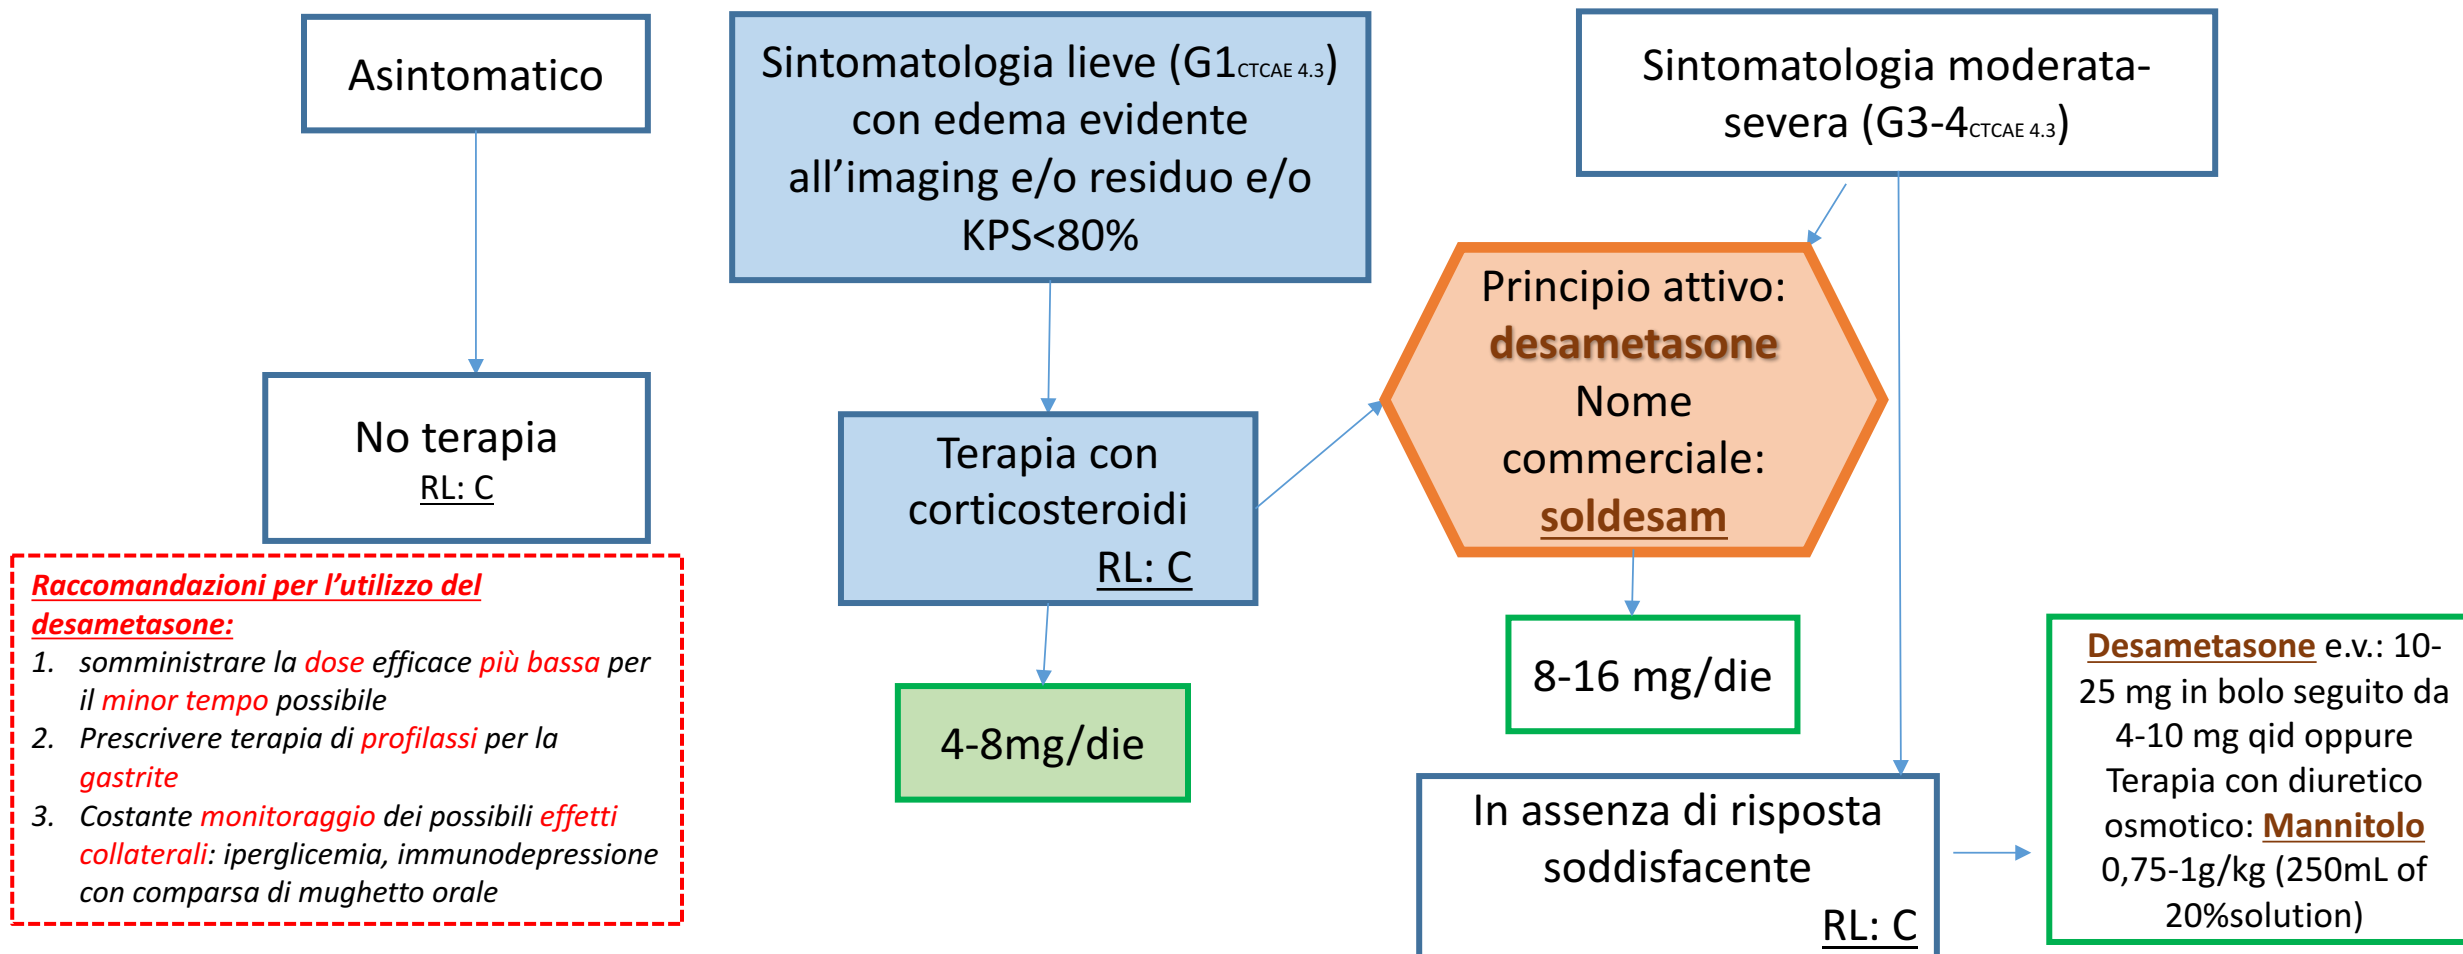 Asintomatico
No terapia
RL: C
Raccomandazioni per l'utilizzo del
desametasone:
1. somministrare la dose efficace più bassa per
il minor tempo possibile
2. Prescrivere terapia di profilassi per la
gastrite
3. Costante monitoraggio dei possibili effetti
collaterali: iperglicemia, immunodepressione
con comparsa di mughetto orale
Sintomatologia lieve (G1CTCAE 4.3)
con edema evidente
all'imaging e/o residuo e/o
KPS<80%
Terapia con
corticosteroidi
RL: C
4-8mg/die
Sintomatologia moderata-
severa (G3-4CTCAE 4.3)
Principio attivo:
desametasone
Nome
commerciale:
soldesam
8-16 mg/die
In assenza di risposta
soddisfacente
RL: C
Desametasone e.v.: 10-
25 mg in bolo seguito da
4-10 mg qid oppure
Terapia con diuretico
osmotico: Mannitolo
0,75-1g/kg (250mL of
20%solution)